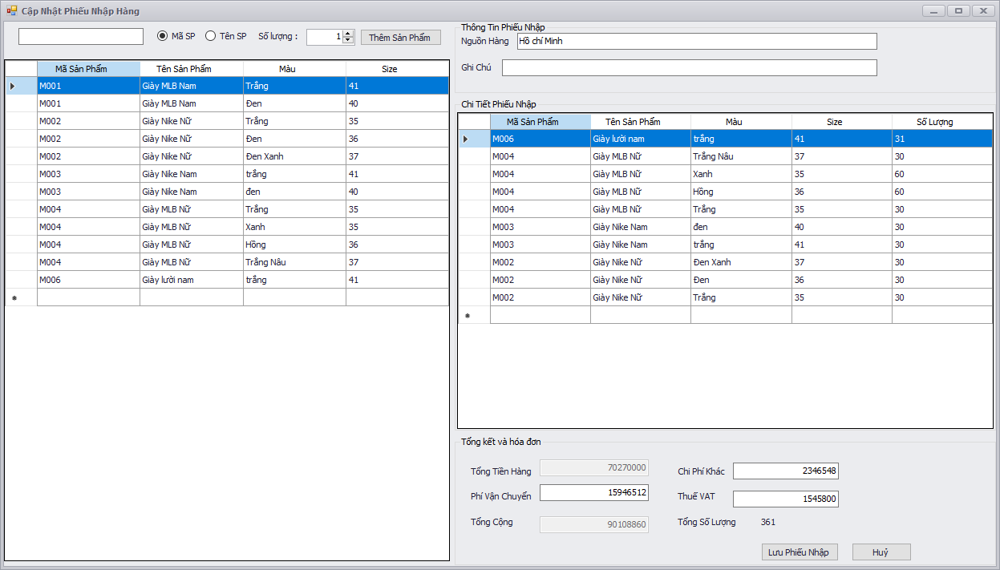 Cập Nhật Phiếu Nhập Hàng
Mã SP Tên SP Số lượng : 1 Thêm Sản Phẩm
Mã Sản Phẩm Tên Sản Phẩm Màu Size
M001 Giày MLB Nam Trắng 41
M001 Giày MLB Nam Đen 40
M002 Giày Nike Nữ Trắng 35
M002 Giày Nike Nữ Đen 36
M002 Giày Nike Nữ Đen Xanh 37
M003 Giày Nike Nam trắng 41
M003 Giày Nike Nam đen 40
M004 Giày MLB Nữ Trắng 35
M004 Giày MLB Nữ Xanh 35
M004 Giày MLB Nữ Hồng 36
M004 Giày MLB Nữ Trắng Nâu 37
M006 Giày lười nam trắng 41
Thông Tin Phiếu Nhập
Nguồn Hàng Hồ chí Minh
Ghi Chú
Chi Tiết Phiếu Nhập
Mã Sản Phẩm Tên Sản Phẩm Màu Size Số Lượng
M006 Giày lười nam trắng 41 31
M004 Giày MLB Nữ Trắng Nâu 37 30
M004 Giày MLB Nữ Xanh 35 60
M004 Giày MLB Nữ Hồng 36 60
M004 Giày MLB Nữ Trắng 35 30
M003 Giày Nike Nam đen 40 30
M003 Giày Nike Nam trắng 41 30
M002 Giày Nike Nữ Đen Xanh 37 30
M002 Giày Nike Nữ Đen 36 30
M002 Giày Nike Nữ Trắng 35 30
Tổng kết và hóa đơn
Tổng Tiền Hàng 70270000 Chi Phí Khác 2346548
Phí Vận Chuyển 15946512 Thuế VAT 1545800
Tổng Cộng 90108860 Tổng Số Lượng 361
Lưu Phiếu Nhập Huỷ